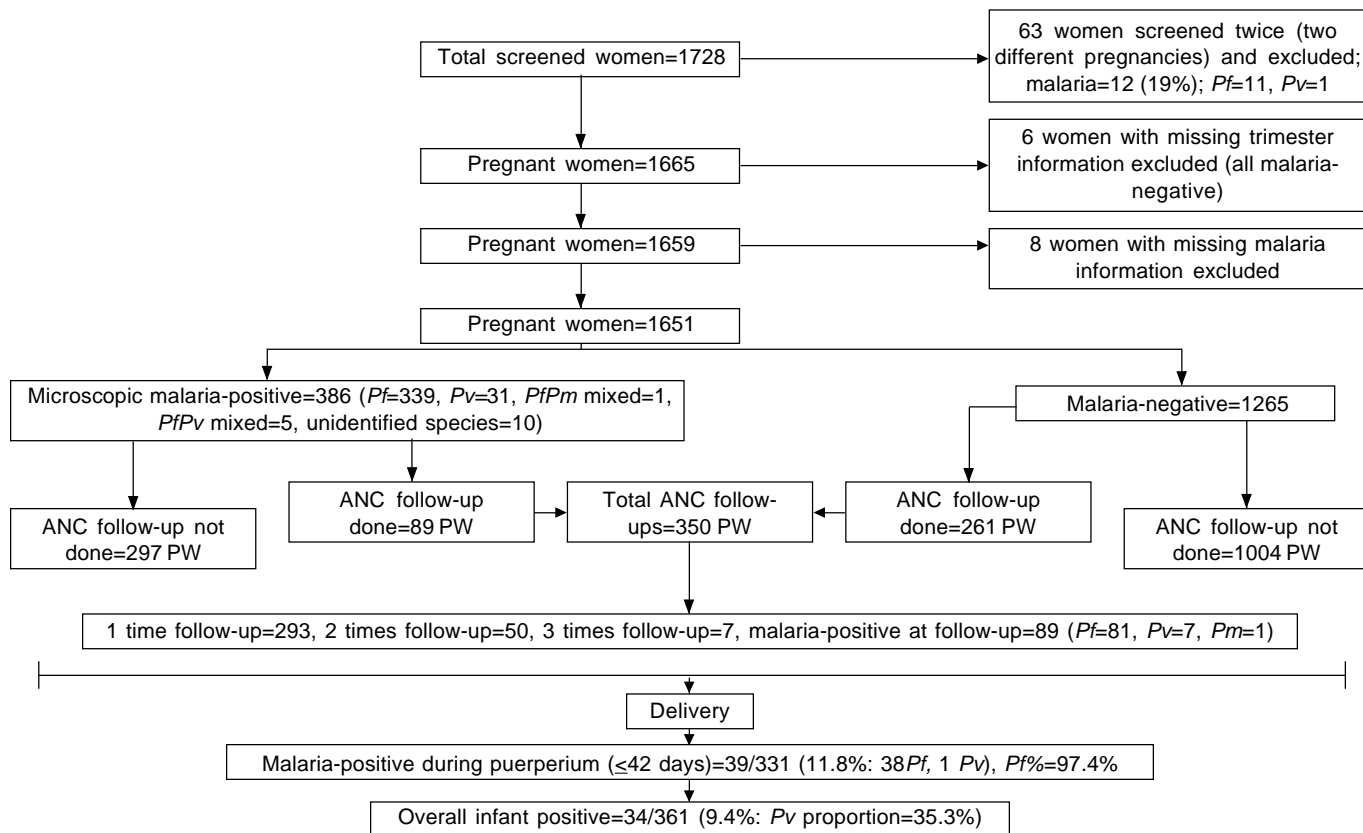 Total screened women=1728
63 women screened twice (two
different pregnancies) and excluded;
malaria=12 (19%); Pf=11, Pv=1
Pregnant women=1665
6 women with missing trimester
information excluded (all malaria-
negative)
Pregnant women=1659
8 women with missing malaria
information excluded
Pregnant women=1651
Microscopic malaria-positive=386 (Pf=339, Pv=31, PfPm mixed=1,
PfPv mixed=5, unidentified species=10)
Malaria-negative=1265
ANC follow-up not
done=297 PW
ANC follow-up
done=89 PW
Total ANC follow-
ups=350 PW
ANC follow-up
done=261 PW
ANC follow-up not
done=1004 PW
1 time follow-up=293, 2 times follow-up=50, 3 times follow-up=7, malaria-positive at follow-up=89 (Pf=81, Pv=7, Pm=1)
Delivery
Malaria-positive during puerperium (≤42 days)=39/331 (11.8%: 38Pf, 1 Pv), Pf%=97.4%
Overall infant positive=34/361 (9.4%: Pv proportion=35.3%)